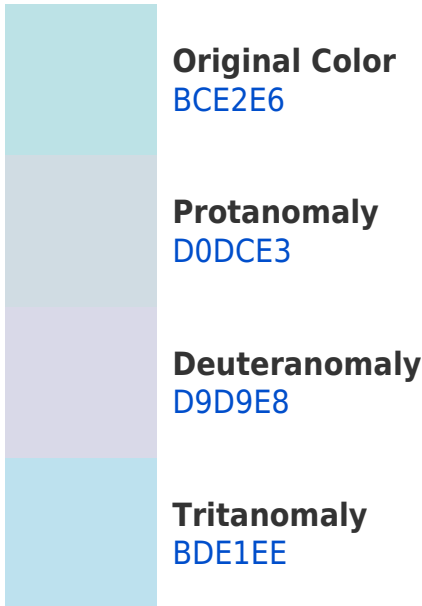 Original Color
BCE2E6
Protanomaly
D0DCE3
Deuteranomaly
D9D9E8
Tritanomaly
BDE1EE